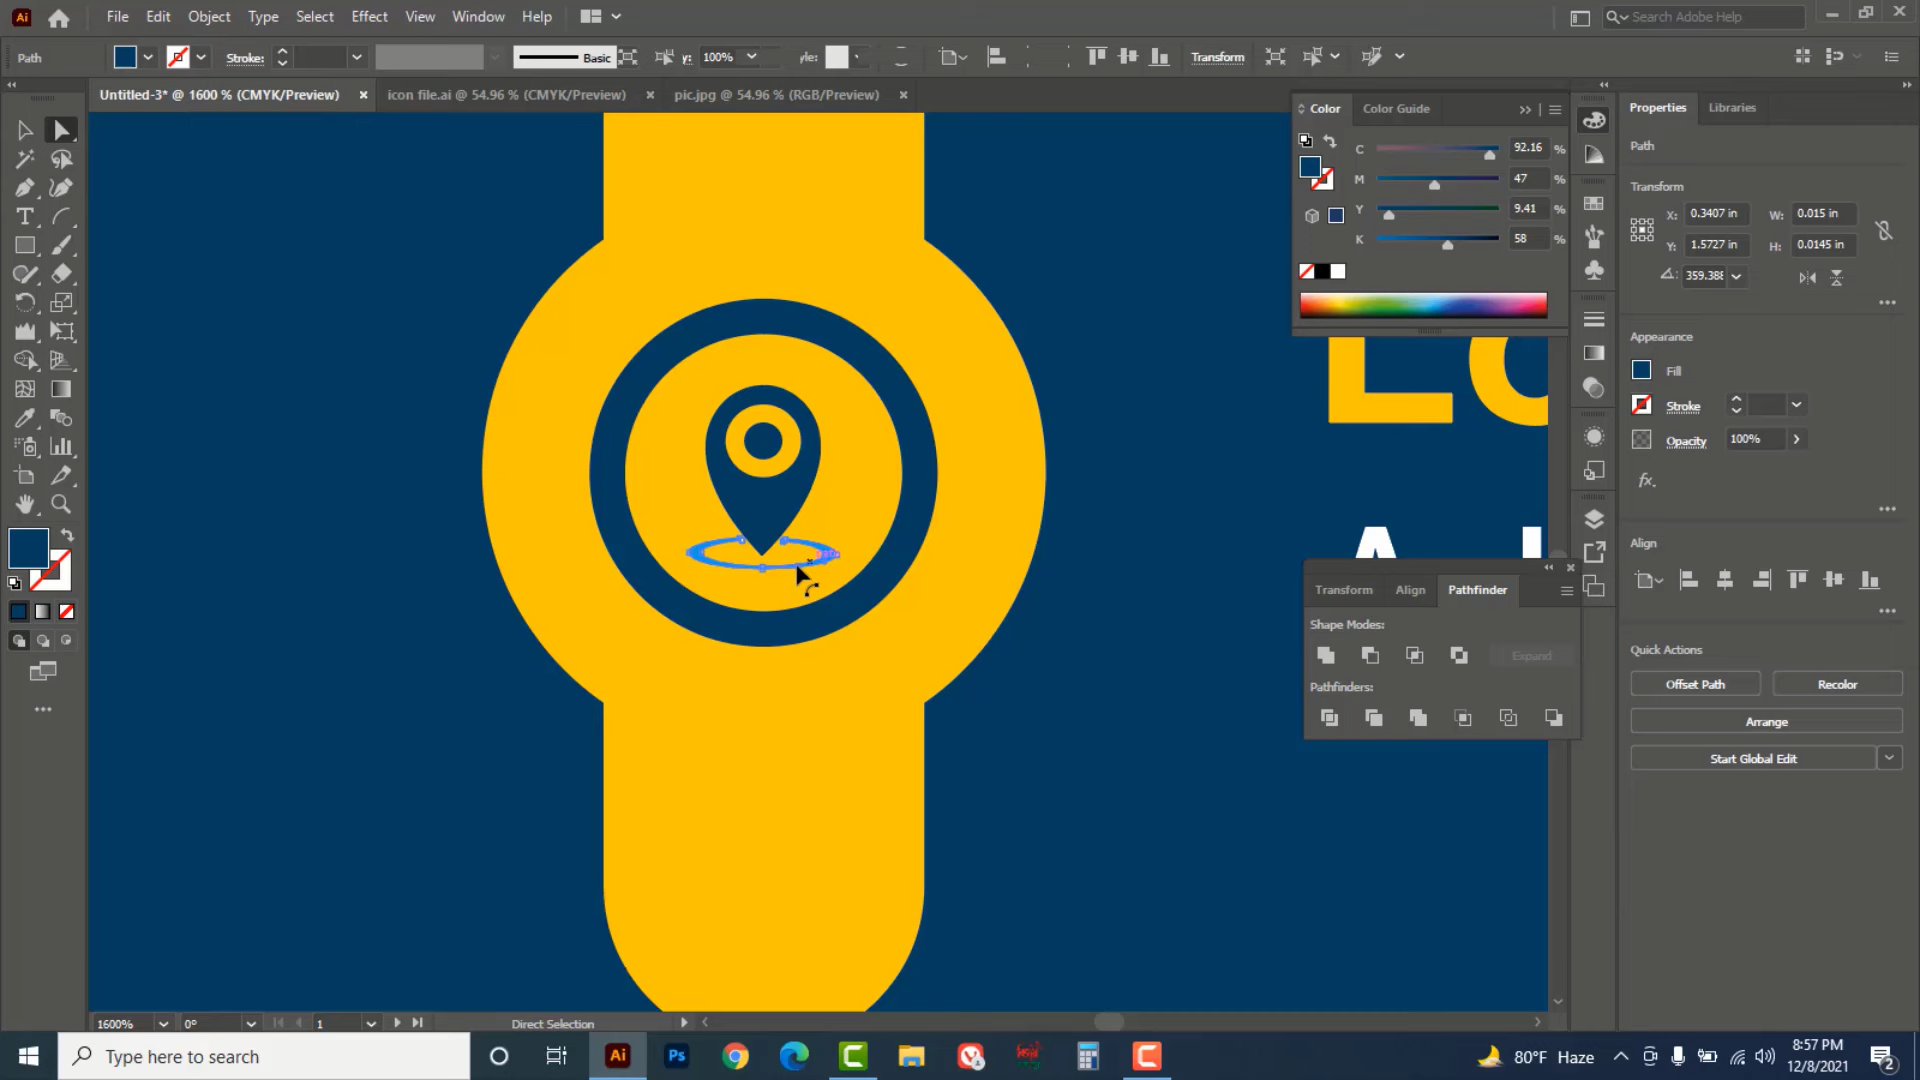 Ai File Edit Object Type Select Effect View Window Help Search Adobe Help
Path Stroke: Basic y: 100% yle: Transform
Untitled-3* @ 1600 % (CMYK/Preview) × icon file.ai @ 54.96 % (CMYK/Preview) × pic.jpg @ 54.96 % (RGB/Preview) ×
Color Color Guide
C 92.16 %
M 47 %
Y 9.41 %
K 58 %
Properties Libraries
Path
Transform
X: 0.3407 in W: 0.015 in
Y: 1.5727 in H: 0.0145 in
359.388
Appearance
Fill
Stroke
Opacity 100%
fx.
Align
Transform Align Pathfinder
Shape Modes:
Expand
Pathfinders:
Quick Actions
Offset Path Recolor
Arrange
Start Global Edit
1600% 0° 1 Direct Selection
Type here to search
Ai Ps
80°F Haze
8:57 PM
12/8/2021
2